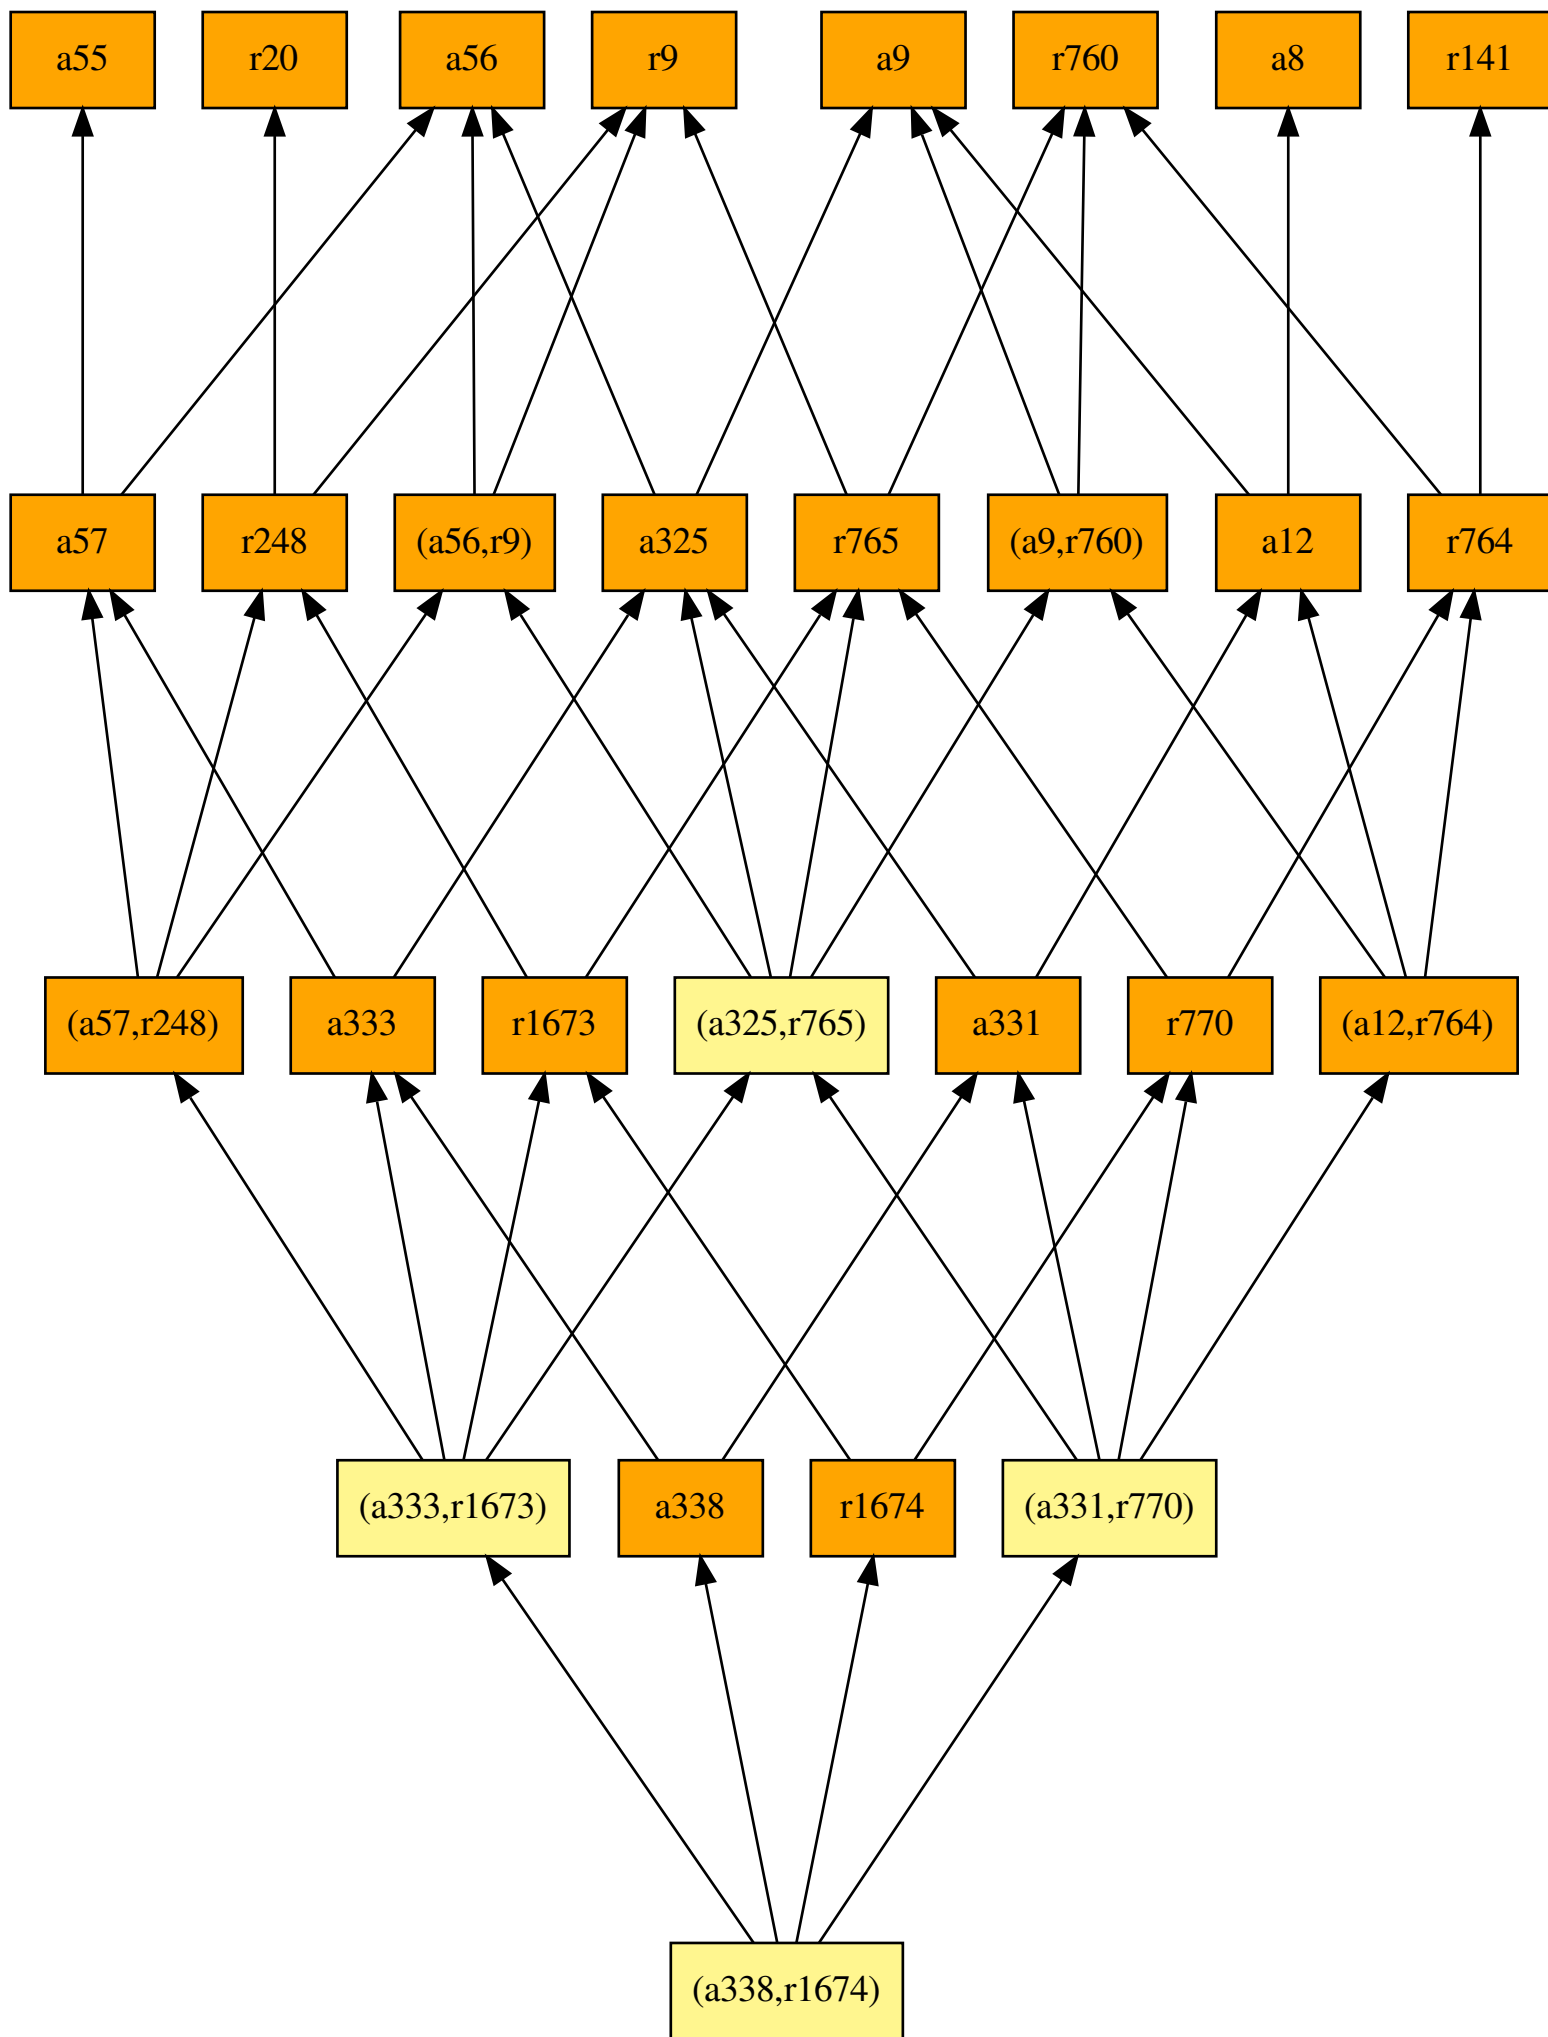 a55 r20 a56 r9 a9 r760 a8 r141
a57 r248 (a56,r9) a325 r765 (a9,r760) a12 r764
(a57,r248) a333 r1673 (a325,r765) a331 r770 (a12,r764)
(a333,r1673) a338 r1674 (a331,r770)
(a338,r1674)